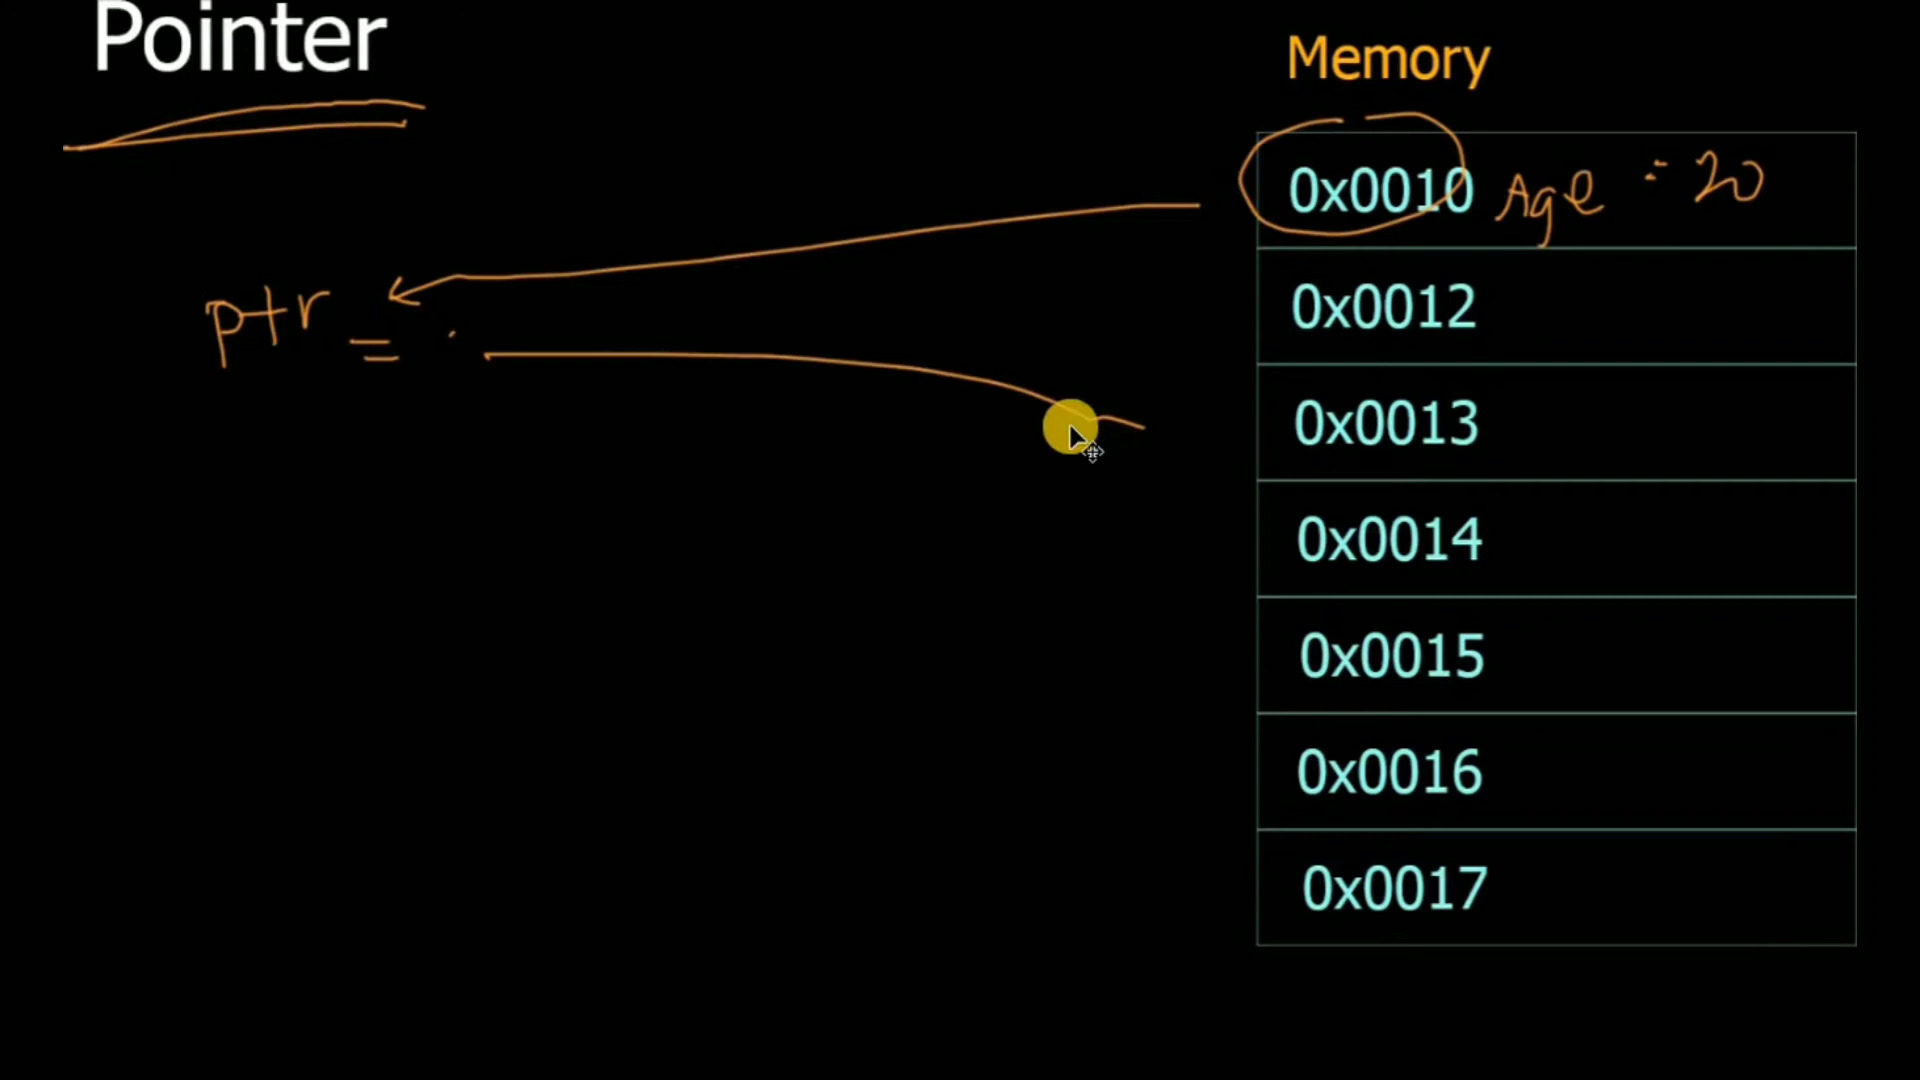 Pointer
Memory
0x0010 Age = 20
ptr =
0x0012
0x0013
0x0014
0x0015
0x0016
0x0017